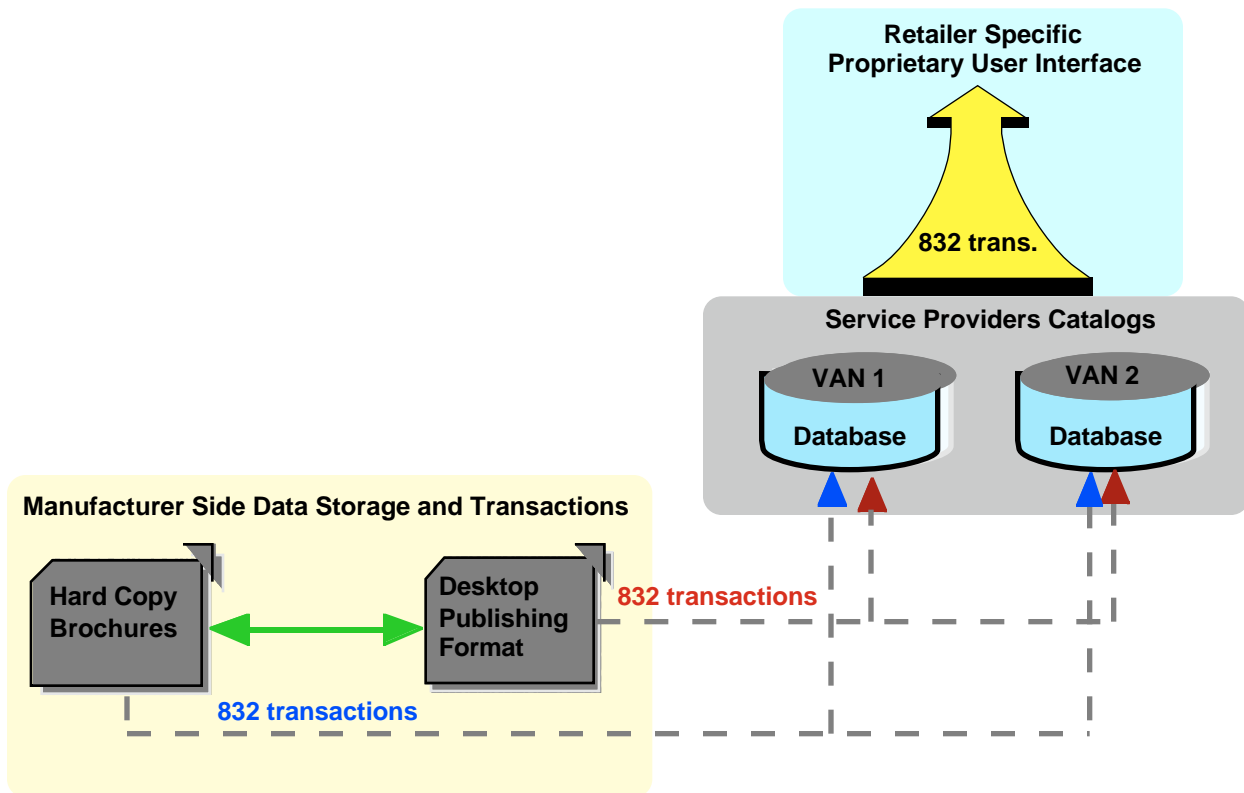 Retailer Specific
Proprietary User Interface
832 trans.
Service Providers Catalogs
VAN 1
Database
VAN 2
Database
Manufacturer Side Data Storage and Transactions
Hard Copy
Brochures
Desktop
Publishing
Format
832 transactions
832 transactions